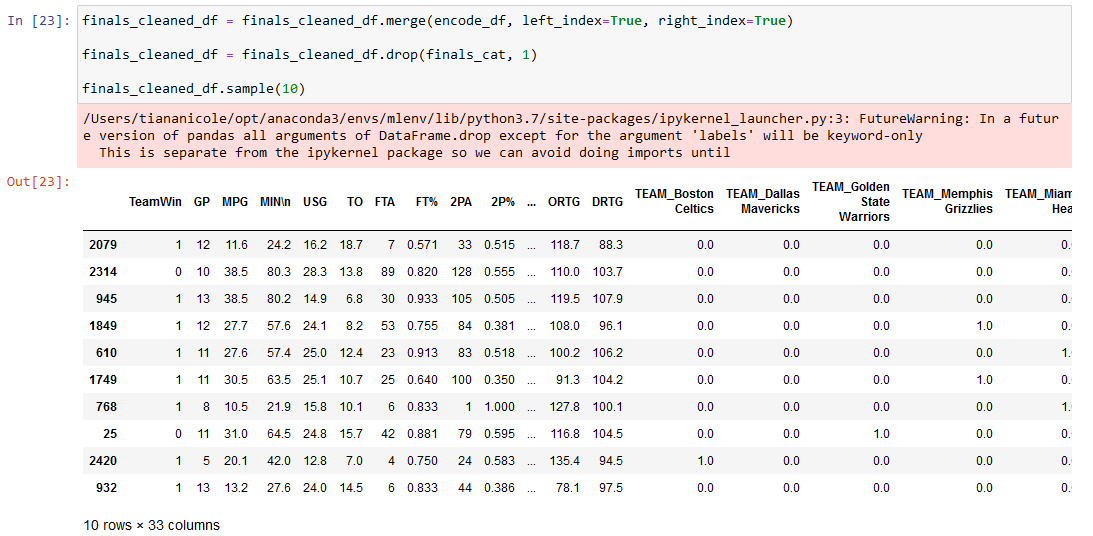 In [23]: finals_cleaned_df = finals_cleaned_df.merge(encode_df, left_index=True, right_index=True)
finals_cleaned_df = finals_cleaned_df.drop(finals_cat, 1)
finals_cleaned_df.sample(10)
/Users/tiananicole/opt/anaconda3/envs/mlenv/lib/python3.7/site-packages/ipykernel_launcher.py:3: FutureWarning: In a futur
e version of pandas all arguments of DataFrame.drop except for the argument 'labels' will be keyword-only
This is separate from the ipykernel package so we can avoid doing imports until
Out[23]:
TeamWin GP MPG MIN\n USG TO FTA FT% 2PA 2P% ... ORTG DRTG TEAM_Boston Celtics TEAM_Dallas Mavericks TEAM_Golden State Warriors TEAM_Memphis Grizzlies TEAM_Miam Hea
2079 1 12 11.6 24.2 16.2 18.7 7 0.571 33 0.515 ... 118.7 88.3 0.0 0.0 0.0 0.0 0.
2314 0 10 38.5 80.3 28.3 13.8 89 0.820 128 0.555 ... 110.0 103.7 0.0 0.0 0.0 0.0 0.
945 1 13 38.5 80.2 14.9 6.8 30 0.933 105 0.505 ... 119.5 107.9 0.0 0.0 0.0 0.0 0.
1849 1 12 27.7 57.6 24.1 8.2 53 0.755 84 0.381 ... 108.0 96.1 0.0 0.0 0.0 1.0 0.
610 1 11 27.6 57.4 25.0 12.4 23 0.913 83 0.518 ... 100.2 106.2 0.0 0.0 0.0 0.0 1.
1749 1 11 30.5 63.5 25.1 10.7 25 0.640 100 0.350 ... 91.3 104.2 0.0 0.0 0.0 1.0 0.
768 1 8 10.5 21.9 15.8 10.1 6 0.833 1 1.000 ... 127.8 100.1 0.0 0.0 0.0 0.0 1.
25 0 11 31.0 64.5 24.8 15.7 42 0.881 79 0.595 ... 116.8 104.5 0.0 0.0 1.0 0.0 0.
2420 1 5 20.1 42.0 12.8 7.0 4 0.750 24 0.583 ... 135.4 94.5 1.0 0.0 0.0 0.0 0.
932 1 13 13.2 27.6 24.0 14.5 6 0.833 44 0.386 ... 78.1 97.5 0.0 0.0 0.0 0.0 0.
10 rows × 33 columns